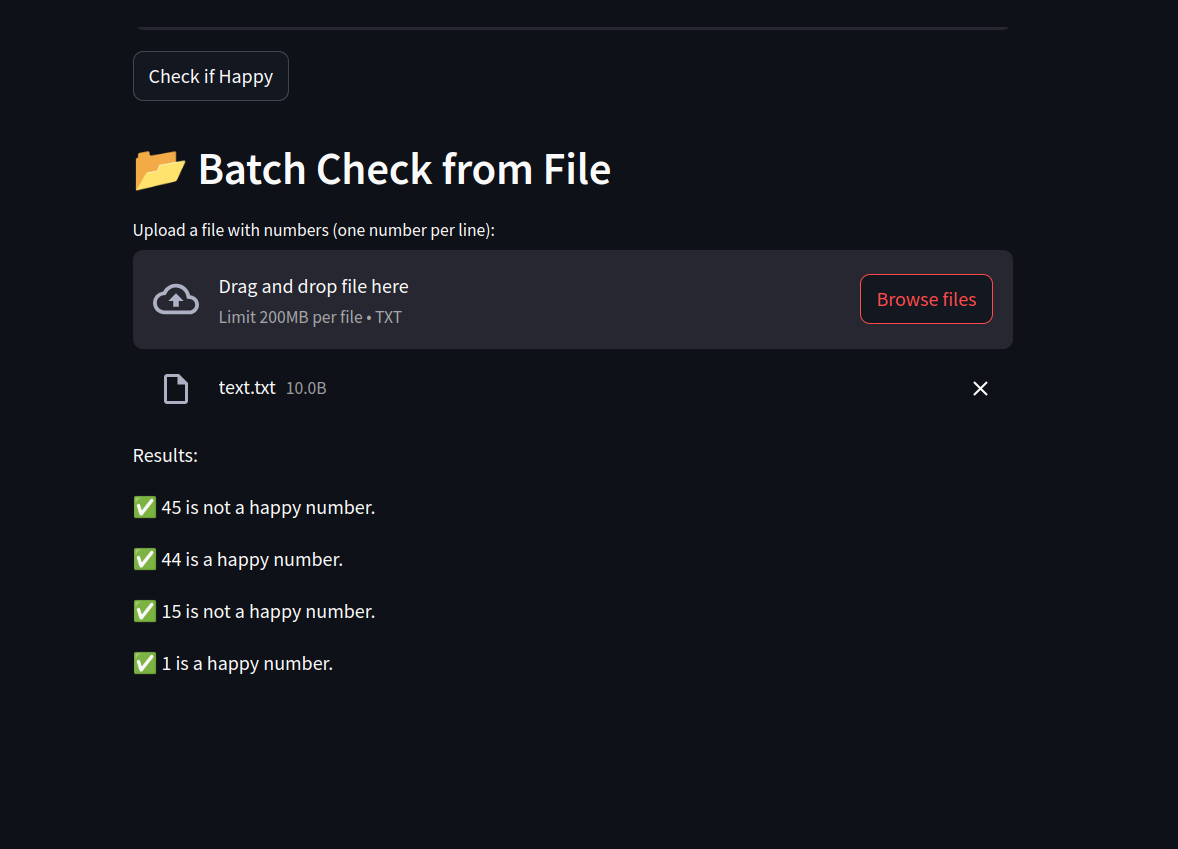 Check if Happy
📂 Batch Check from File
Upload a file with numbers (one number per line):
Drag and drop file here
Limit 200MB per file • TXT
Browse files
text.txt 10.0B
Results:
✅ 45 is not a happy number.
✅ 44 is a happy number.
✅ 15 is not a happy number.
✅ 1 is a happy number.